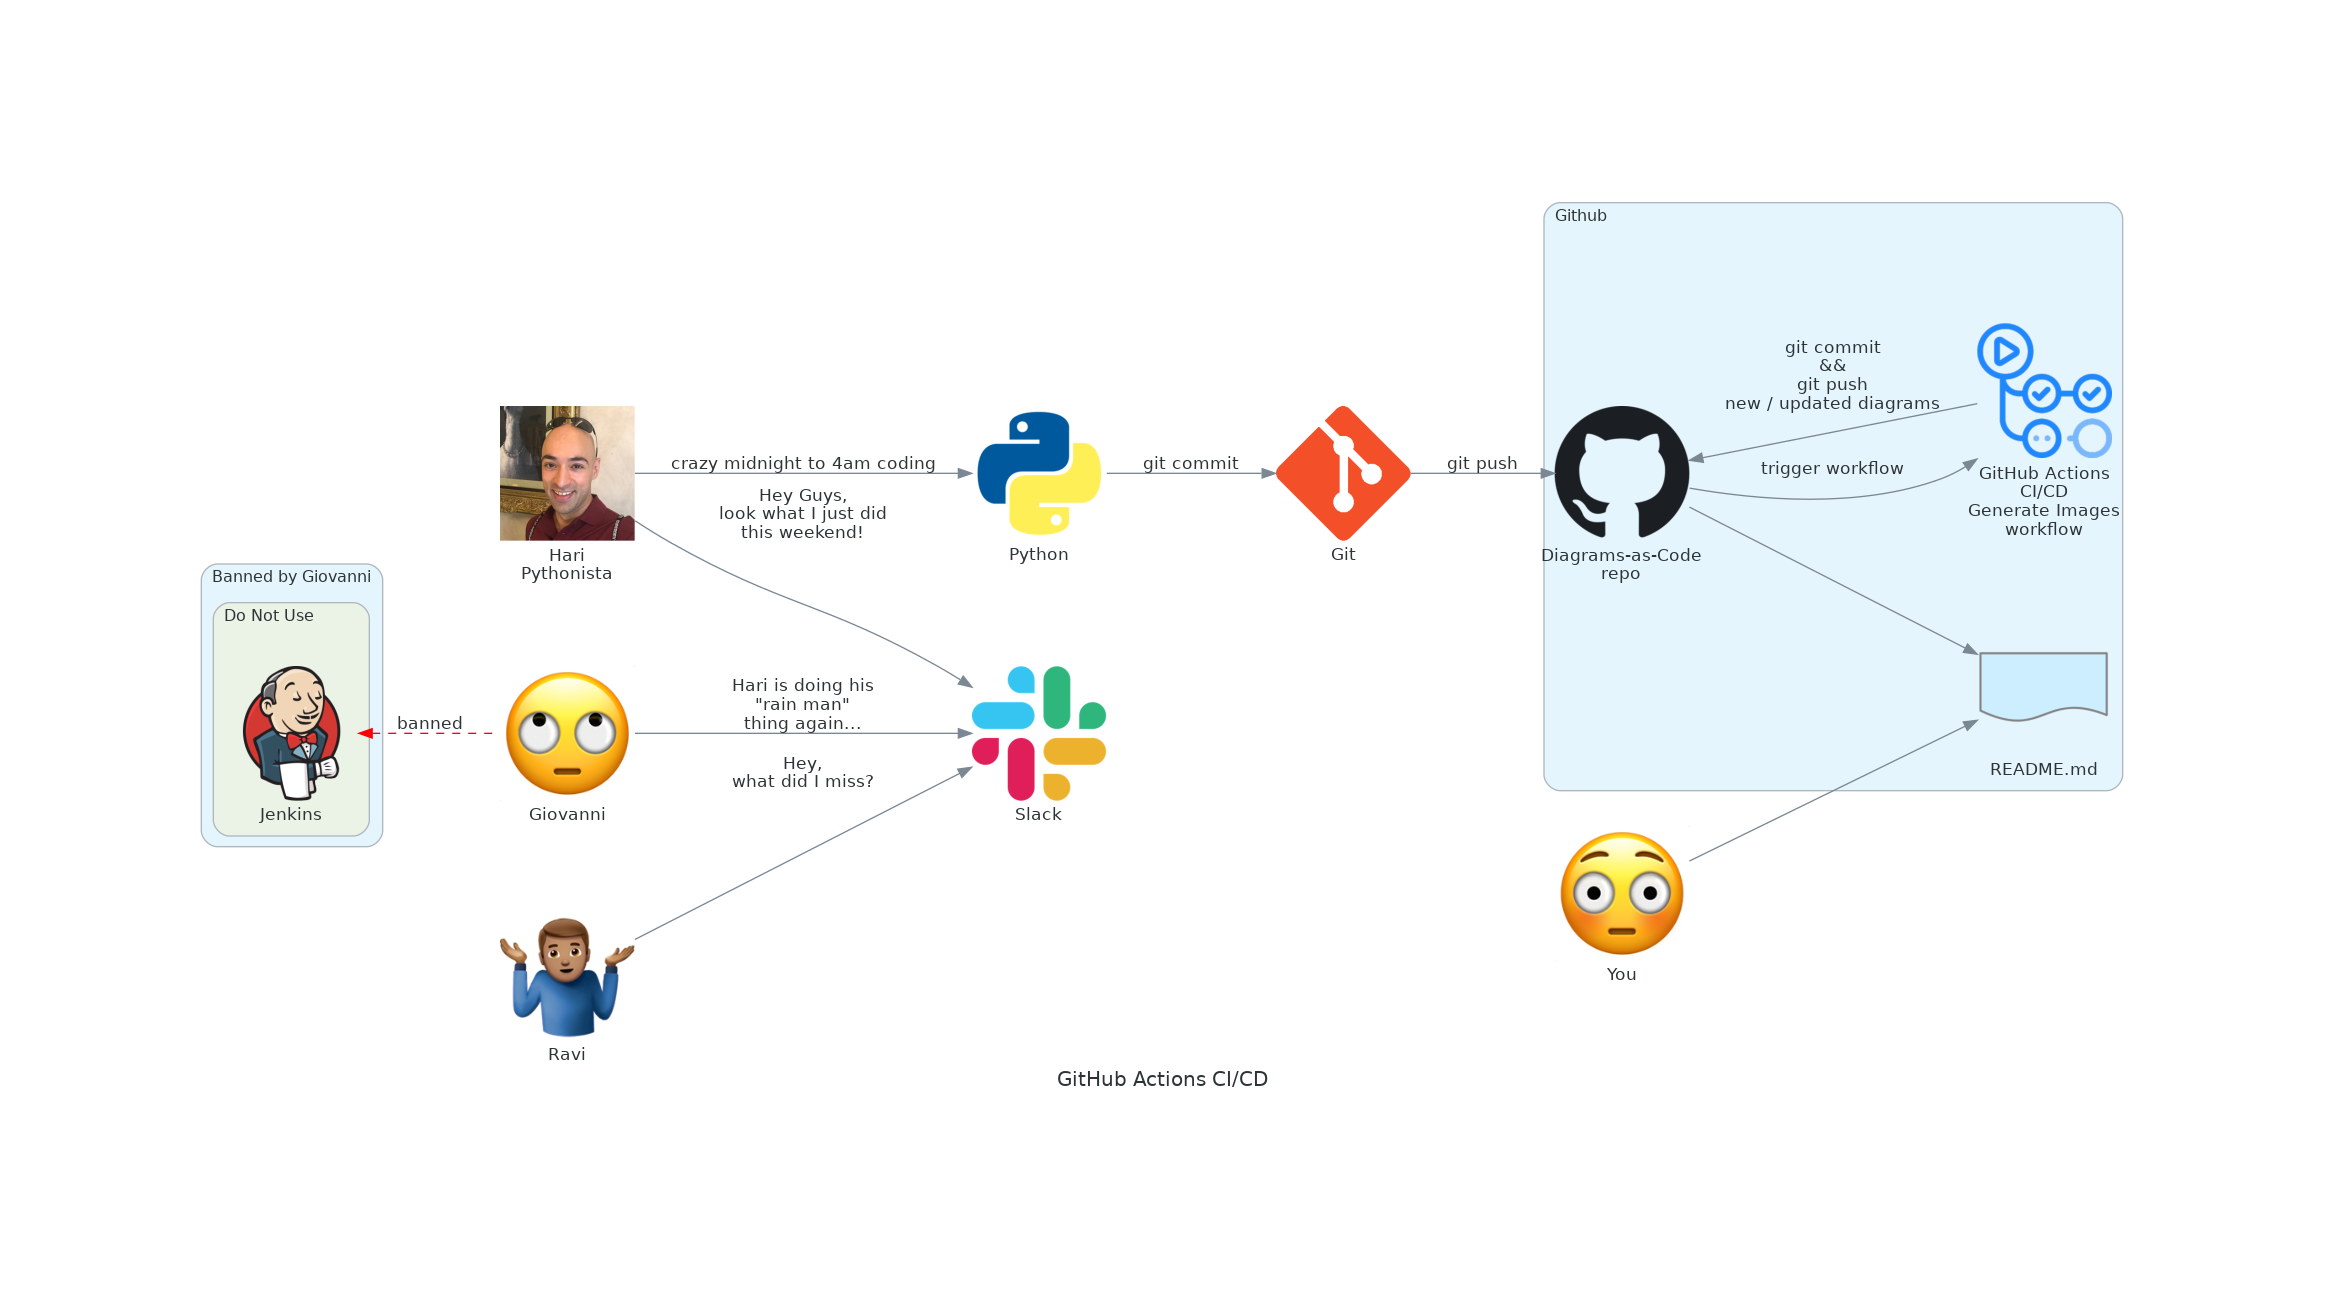 Github
git commit
&&
git push
new / updated diagrams
trigger workflow
GitHub Actions
CI/CD
Generate Images
workflow
crazy midnight to 4am coding
git commit
git push
Hey Guys,
look what I just did
this weekend!
Hari
Pythonista
Python
Git
Diagrams-as-Code
repo
Banned by Giovanni
Do Not Use
Jenkins
banned
Giovanni
Hari is doing his
"rain man"
thing again...
Hey,
what did I miss?
Slack
README.md
You
Ravi
GitHub Actions CI/CD